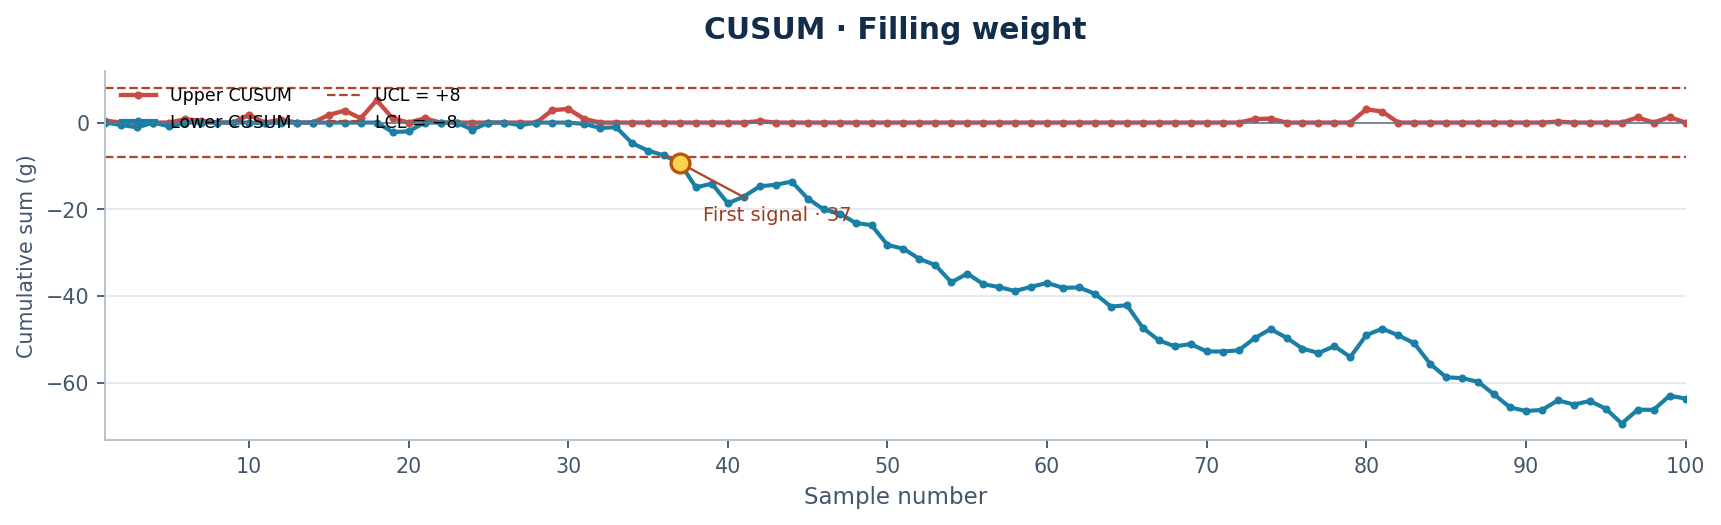 CUSUM · Filling weight
Upper CUSUM
UCL = +8
Lower CUSUM
LCL = −8
First signal · 37
Cumulative sum (g)
0
−20
−40
−60
10 20 30 40 50 60 70 80 90 100
Sample number